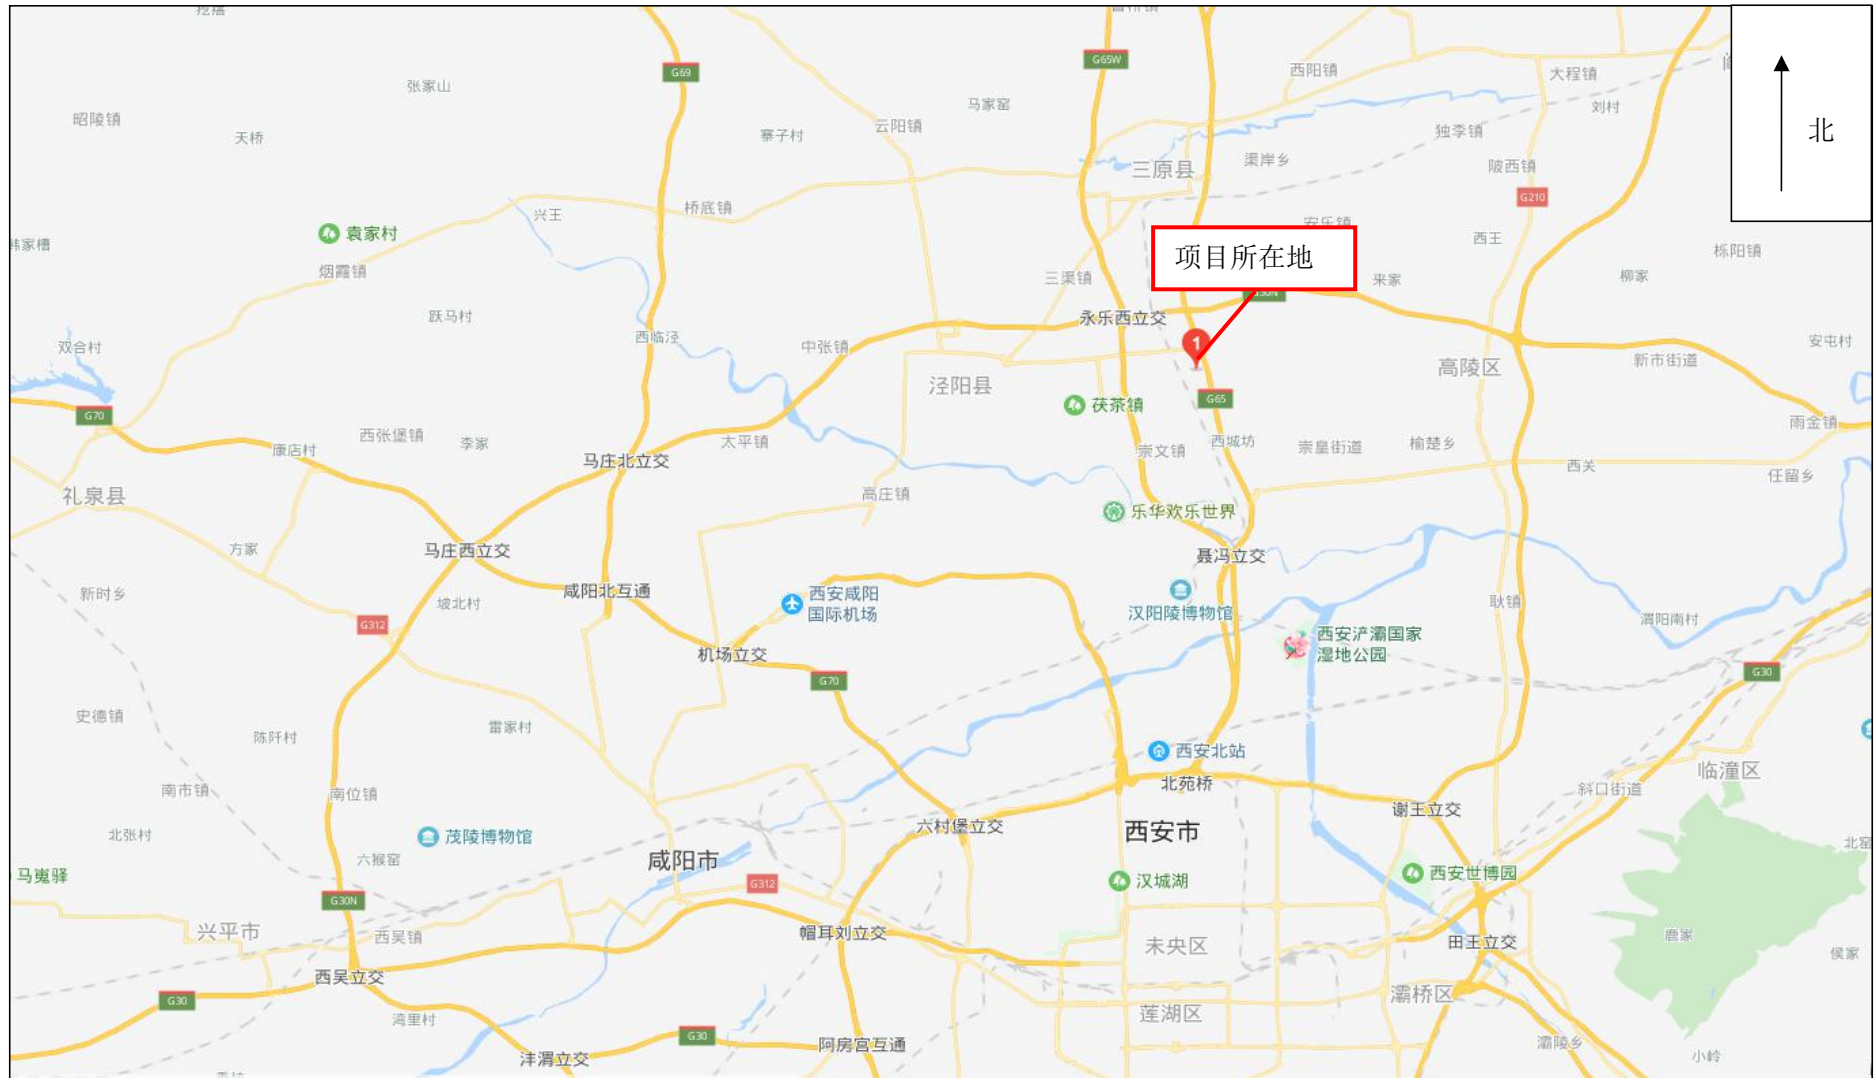 张家山
G69
G65W
西阳镇
大程镇
刘村
马家窑
昭陵镇
天桥
寨子村
云阳镇
独李镇
北
三原县
渠岸乡
陂西镇
G210
兴王
桥底镇
安乐镇
西王
袁家村
栎阳镇
项目所在地
烟霞镇
三渠镇
来家
柳家
跃马村
永乐西立交
双合村
西临泾
中张镇
1
安屯村
泾阳县
高陵区
新市街道
G70
茯茶镇
G65
雨金镇
康店村
西张堡镇
李家
太平镇
崇文镇
西城坊
崇皇街道
榆楚乡
马庄北立交
西关
任留乡
礼泉县
高庄镇
乐华欢乐世界
方家
马庄西立交
聂冯立交
新时乡
坡北村
咸阳北互通
西安咸阳
国际机场
汉阳陵博物馆
耿镇
渭阳南村
G312
西安浐灞国家
湿地公园
机场立交
G70
G30
史德镇
陈阡村
雷家村
西安北站
临潼区
南市镇
南位镇
北苑桥
斜口街道
北张村
六猴窑
茂陵博物馆
六村堡立交
西安市
谢王立交
咸阳市
马嵬驿
G312
汉城湖
西安世博园
G30N
兴平市
西吴镇
帽耳刘立交
未央区
田王立交
鹿家
侯家
西吴立交
G30
灞桥区
湾里村
莲湖区
G30
沣渭立交
阿房宫互通
灞陵乡
小岭